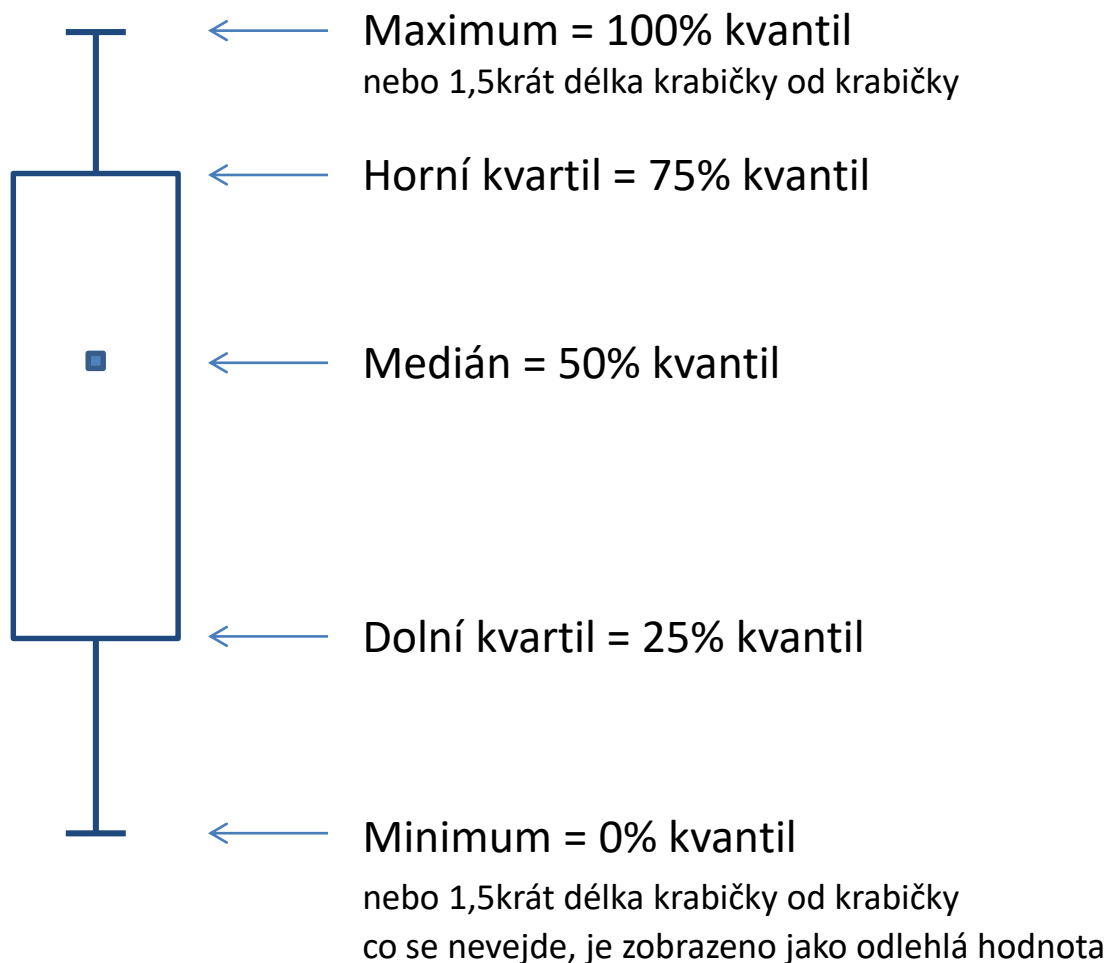 Maximum = 100% kvantil
nebo 1,5krát délka krabičky od krabičky
Horní kvartil = 75% kvantil
Medián = 50% kvantil
Dolní kvartil = 25% kvantil
Minimum = 0% kvantil
nebo 1,5krát délka krabičky od krabičky
co se nevejde, je zobrazeno jako odlehlá hodnota